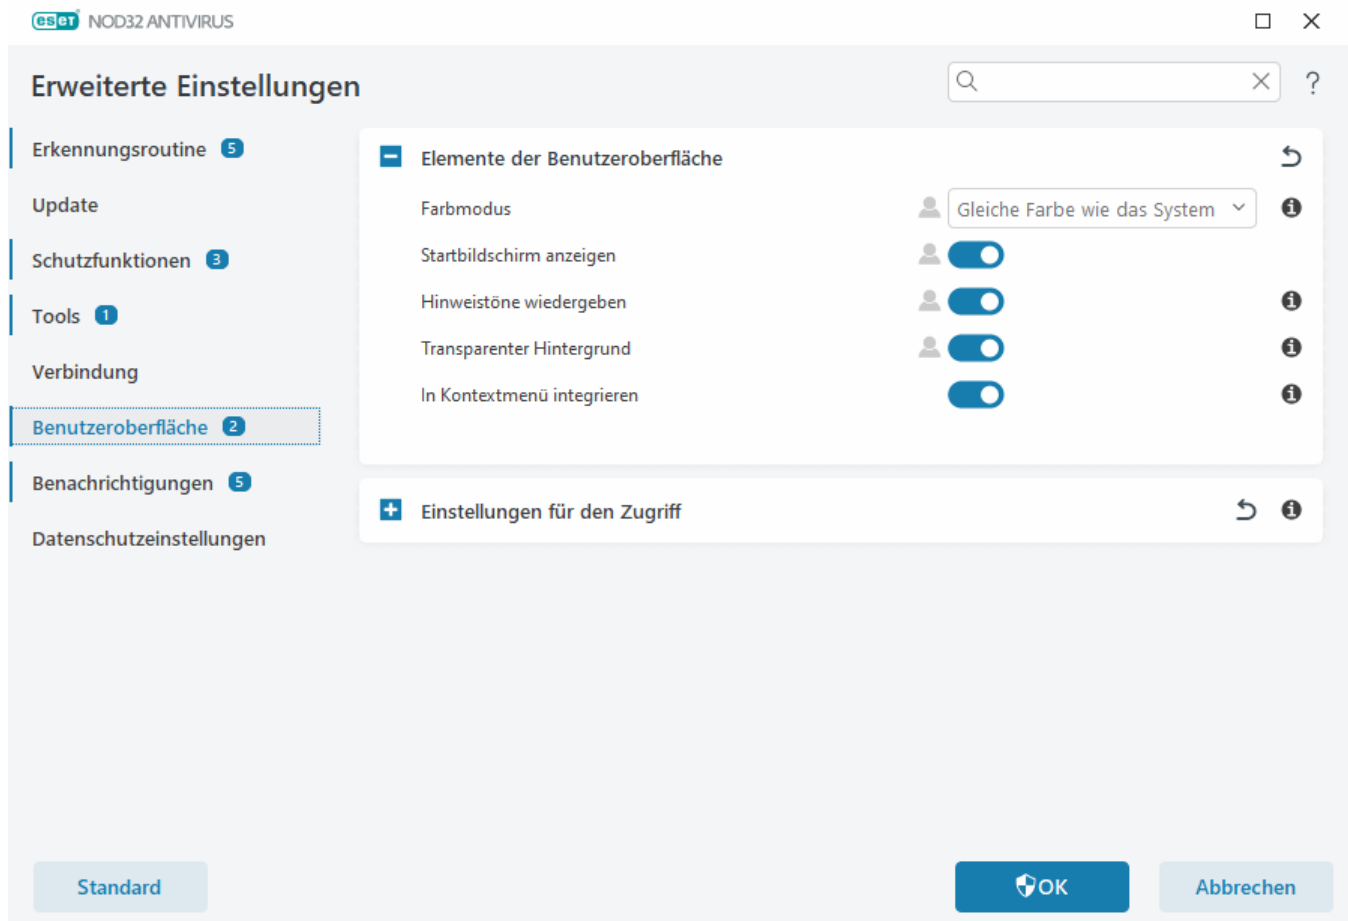 eset NOD32 ANTIVIRUS
Erweiterte Einstellungen
?
Erkennungsroutine 5
Update
Schutzfunktionen 3
Tools 1
Verbindung
Benutzeroberfläche 2
Benachrichtigungen 5
Datenschutzeinstellungen
Elemente der Benutzeroberfläche
Farbmodus Gleiche Farbe wie das System
Startbildschirm anzeigen
Hinweistöne wiedergeben
Transparenter Hintergrund
In Kontextmenü integrieren
Einstellungen für den Zugriff
Standard
OK
Abbrechen